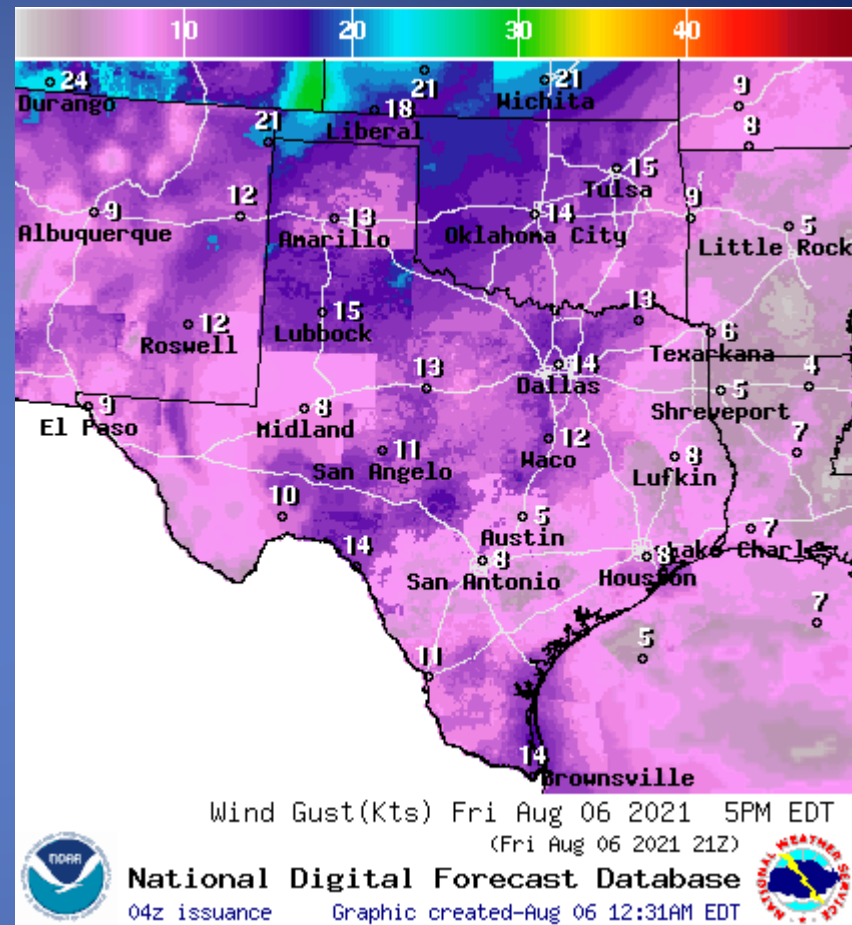 10 20 30 40
24
Durango
21
21
Wichita
18
Liberal
9
8
21
15
Tulsa
9
Albuquerque
12
13
Amarillo
14
Oklahoma City
9
5
Little Rock
12
Roswell
15
Lubbock
13
6
Texarkana
14
Dallas
13
4
5
Shreveport
9
El Paso
8
Midland
11
San Angelo
12
Waco
8
Lufkin
7
10
5
Austin
7
Lake Charl
14
8
San Antonio
8
Houston
7
5
11
14
Brownsville
Wind Gust(Kts) Fri Aug 06 2021 5PM EDT
(Fri Aug 06 2021 21Z)
National Digital Forecast Database
04z issuance Graphic created-Aug 06 12:31AM EDT
NOAA
NATIONAL WEATHER SERVICE